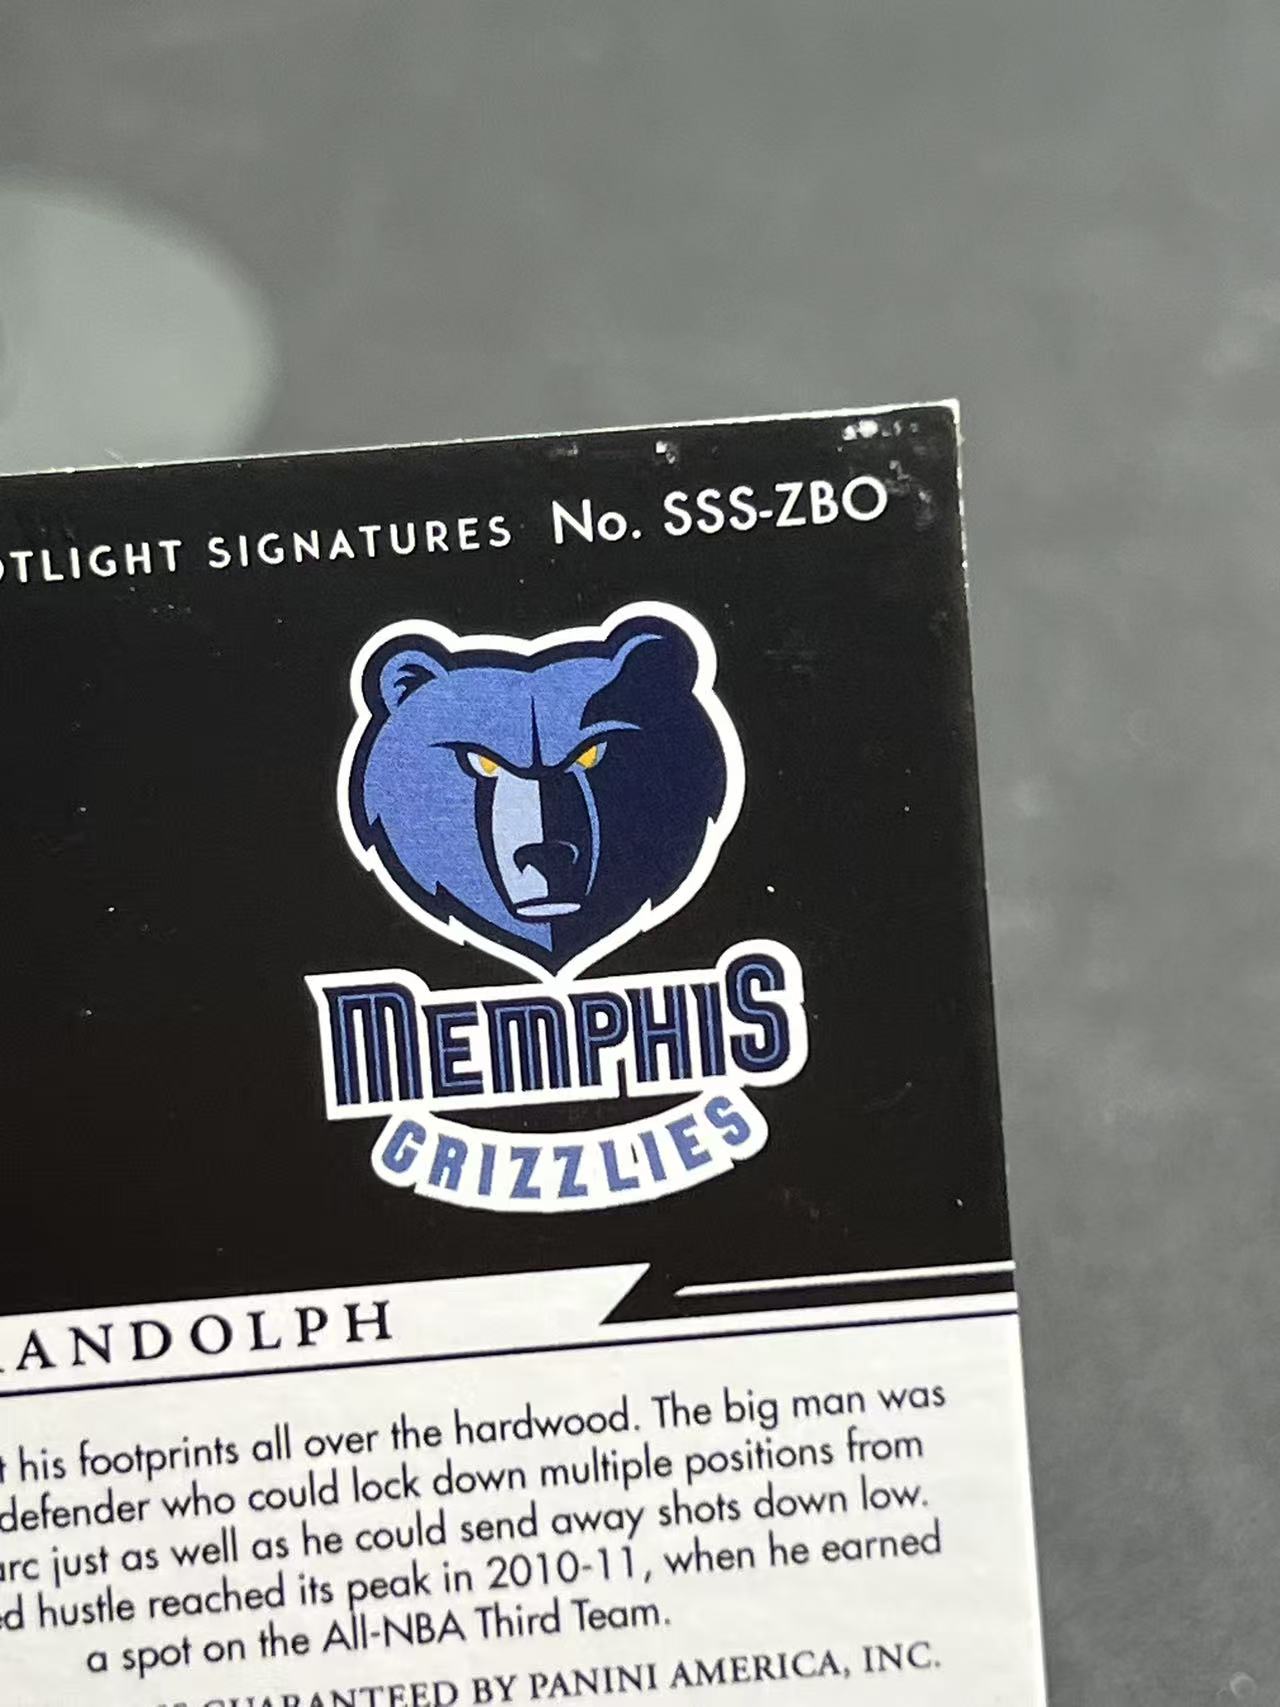 SIGNATURES No. SSS-ZBO
MEMPHIS
GRIZZLIES
his footprints all over the hardwood. The big man was
defender who could lock down multiple positions from
just as well as he could send away shots down low.
hustle reached its peak in 2010-11, when he earned
a spot on the All-NBA Third Team.
GUARANTEED BY PANINI AMERICA, INC.